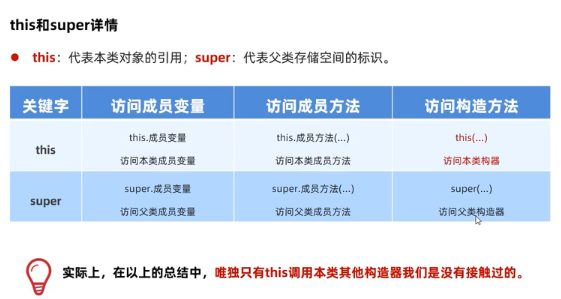 this和super详情
● this：代表本类对象的引用；super：代表父类存储空间的标识。
关键字 访问成员变量 访问成员方法 访问构造方法
this
this.成员变量
访问本类成员变量
this.成员方法(...)
访问本类成员方法
this(...)
访问本类构器
super
super.成员变量
访问父类成员变量
super.成员方法(...)
访问父类成员方法
super(...)
访问父类构造器
实际上，在以上的总结中，唯独只有this调用本类其他构造器我们是没有接触过的。